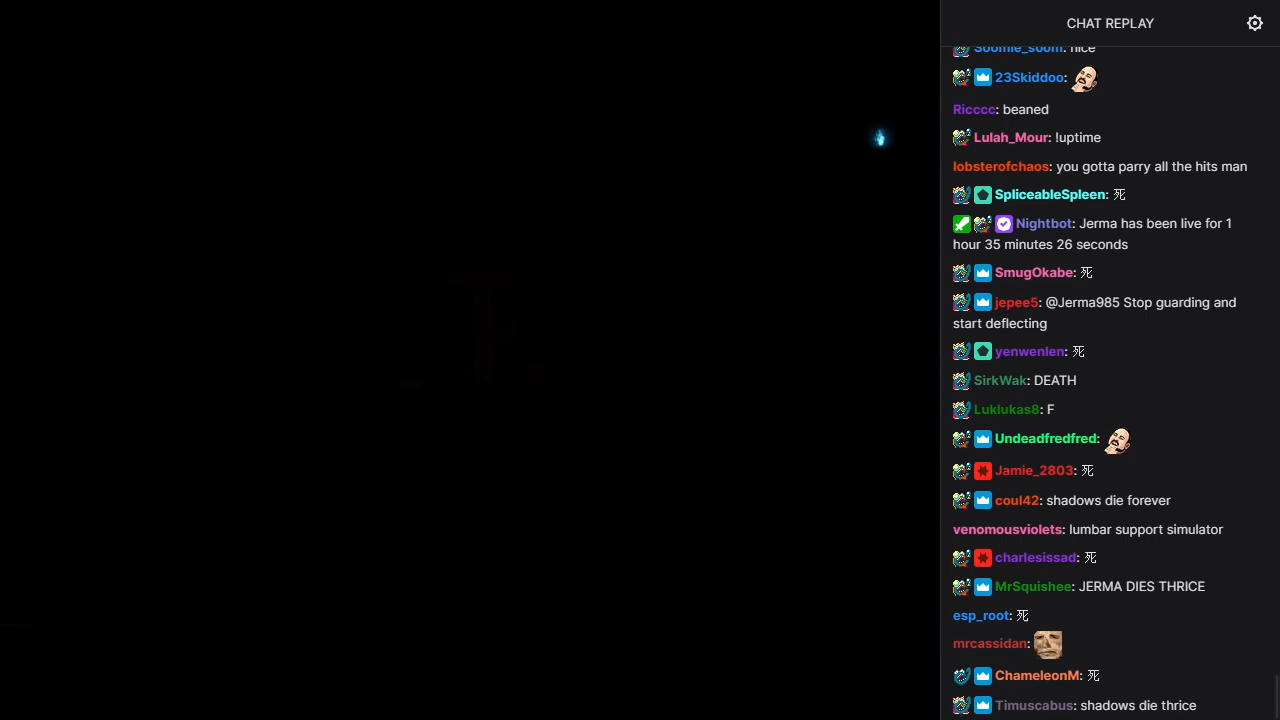 CHAT REPLAY
Soomie_soom: nice
23Skiddoo:
Ricccc: beaned
Lulah_Mour: !uptime
lobsterofchaos: you gotta parry all the hits man
SpliceableSpleen: 死
Nightbot: Jerma has been live for 1
hour 35 minutes 26 seconds
SmugOkabe: 死
jepee5: @Jerma985 Stop guarding and
start deflecting
yenwenlen: 死
SirkWak: DEATH
Luklukas8: F
Undeadfredfred:
Jamie_2803: 死
coul42: shadows die forever
venomousviolets: lumbar support simulator
charlesissad: 死
MrSquishee: JERMA DIES THRICE
esp_root: 死
mrcassidan:
ChameleonM: 死
Timuscabus: shadows die thrice